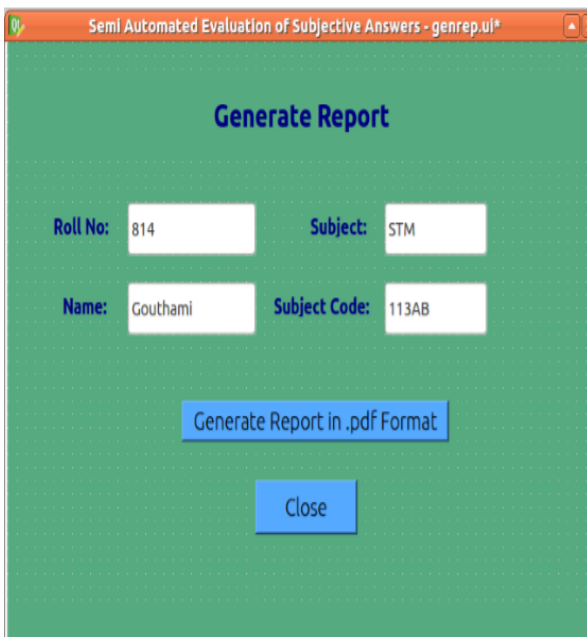 Semi Automated Evaluation of Subjective Answers - genrep.ui*
Generate Report
Roll No: 814 Subject: STM
Name: Gouthami Subject Code: 113AB
Generate Report in .pdf Format
Close